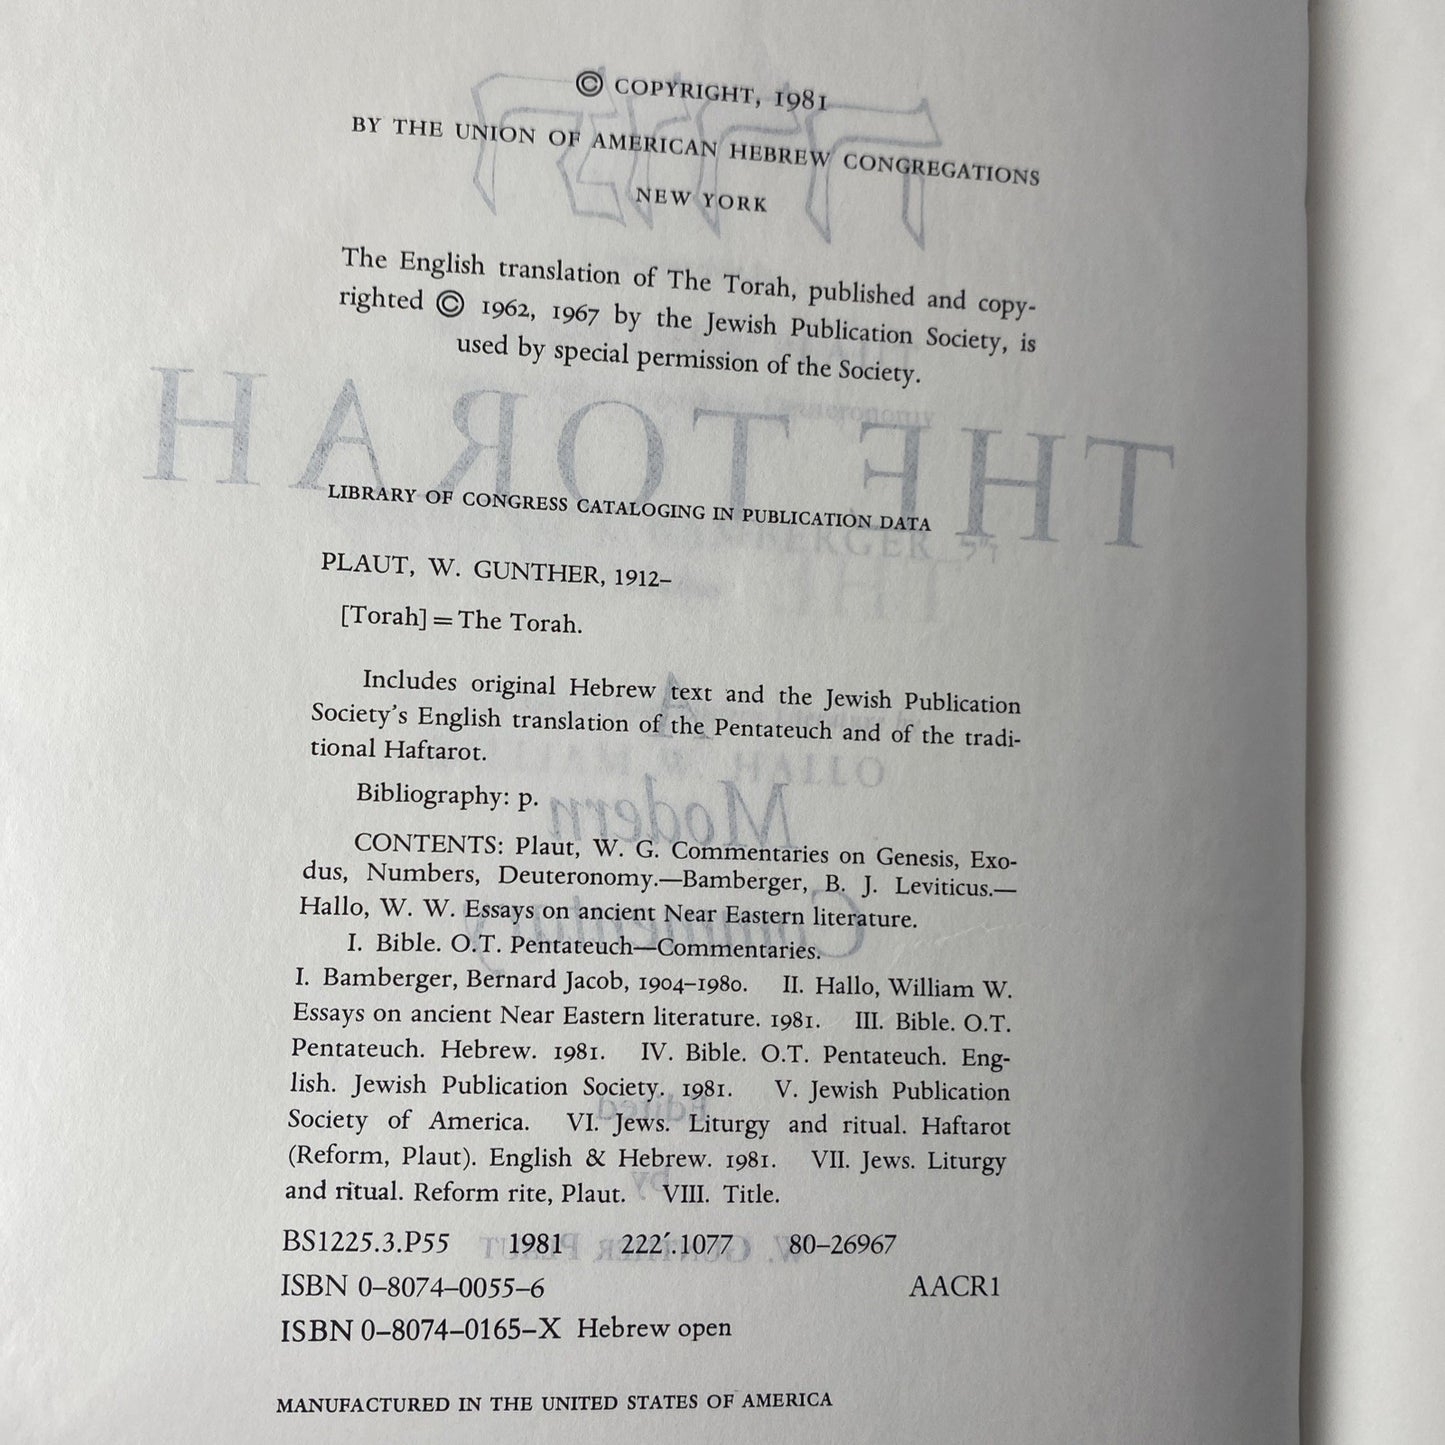 © COPYRIGHT, 1981
BY THE UNION OF AMERICAN HEBREW CONGREGATIONS
NEW YORK
The English translation of The Torah, published and copy-
righted © 1962, 1967 by the Jewish Publication Society, is
used by special permission of the Society.
THE TORAH
LIBRARY OF CONGRESS CATALOGING IN PUBLICATION DATA
PLAUT, W. GUNTHER, 1912–
[Torah] = The Torah.
Includes original Hebrew text and the Jewish Publication
Society's English translation of the Pentateuch and of the tradi-
tional Haftarot.
A
Bibliography: p.
Modern
CONTENTS: Plaut, W. G. Commentaries on Genesis, Exo-
dus, Numbers, Deuteronomy.—Bamberger, B. J. Leviticus.—
Hallo, W. W. Essays on ancient Near Eastern literature.
Commentary
I. Bible. O.T. Pentateuch—Commentaries.
I. Bamberger, Bernard Jacob, 1904–1980. II. Hallo, William W.
Essays on ancient Near Eastern literature. 1981. III. Bible. O.T.
Pentateuch. Hebrew. 1981. IV. Bible. O.T. Pentateuch. Eng-
lish. Jewish Publication Society. 1981. V. Jewish Publication
Edited
Society of America. VI. Jews. Liturgy and ritual. Haftarot
(Reform, Plaut). English & Hebrew. 1981. VII. Jews. Liturgy
by
and ritual. Reform rite, Plaut. VIII. Title.
W. GUNTHER PLAUT
BS1225.3.P55 1981 222′.1077 80–26967
ISBN 0–8074–0055–6 AACR1
ISBN 0–8074–0165–X Hebrew open
MANUFACTURED IN THE UNITED STATES OF AMERICA